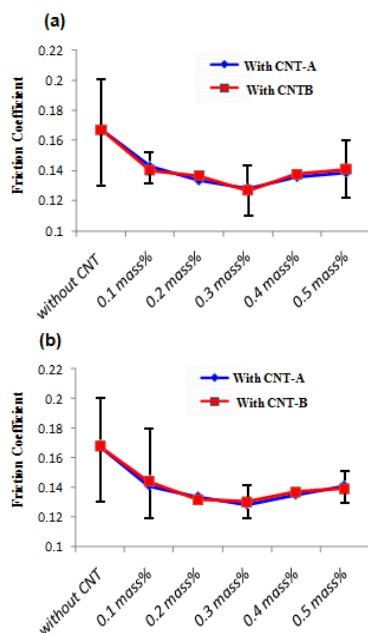 (a)
0.22
0.2
0.18
0.16
0.14
0.12
0.1
Friction Coefficient
With CNT-A
With CNTB
without CNT
0.1 mass%
0.2 mass%
0.3 mass%
0.4 mass%
0.5 mass%
(b)
0.22
0.2
0.18
0.16
0.14
0.12
0.1
Friction Coefficient
With CNT-A
With CNT-B
without CNT
0.1 mass%
0.2 mass%
0.3 mass%
0.4 mass%
0.5 mass%